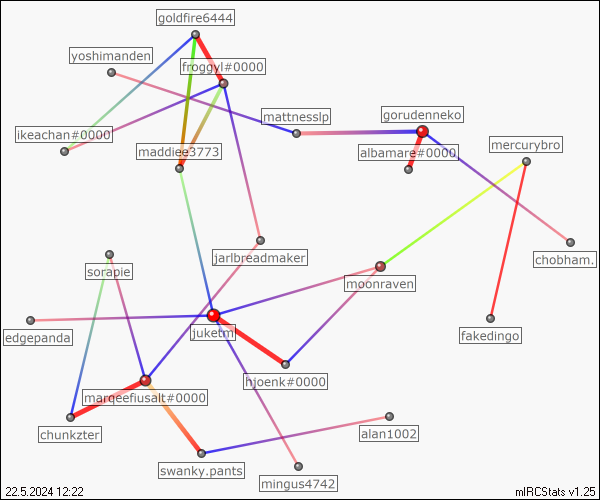 goldfire6444
yoshimanden
froggyl#0000
mattnesslp
gorudenneko
ikeachan#0000
maddiee3773
albamare#0000
mercurybro
jarlbreadmaker
chobham.
sorapie
moonraven
edgepanda
juketm
fakedingo
hjoenk#0000
marqeefiusalt#0000
chunkzter
alan1002
swanky.pants
mingus4742
22.5.2024 12:22
mIRCStats v1.25